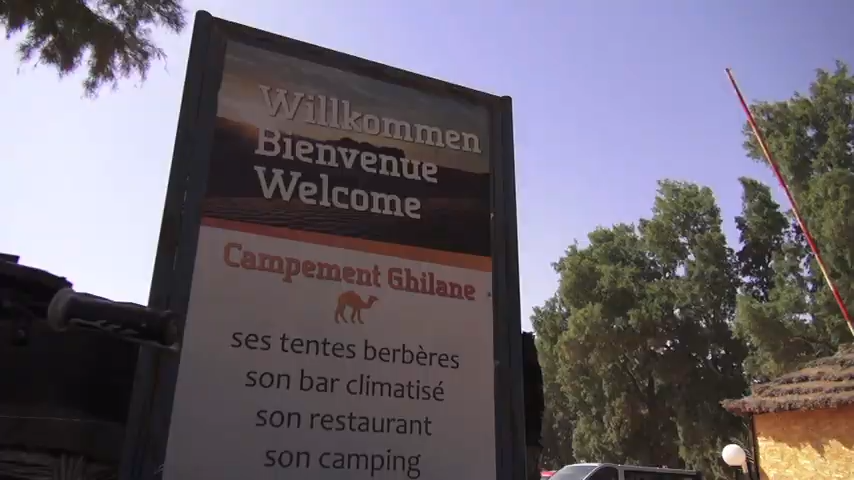 Willkommen
Bienvenue
Welcome
Campement Ghilane
ses tentes berbères
son bar climatisé
son restaurant
son camping